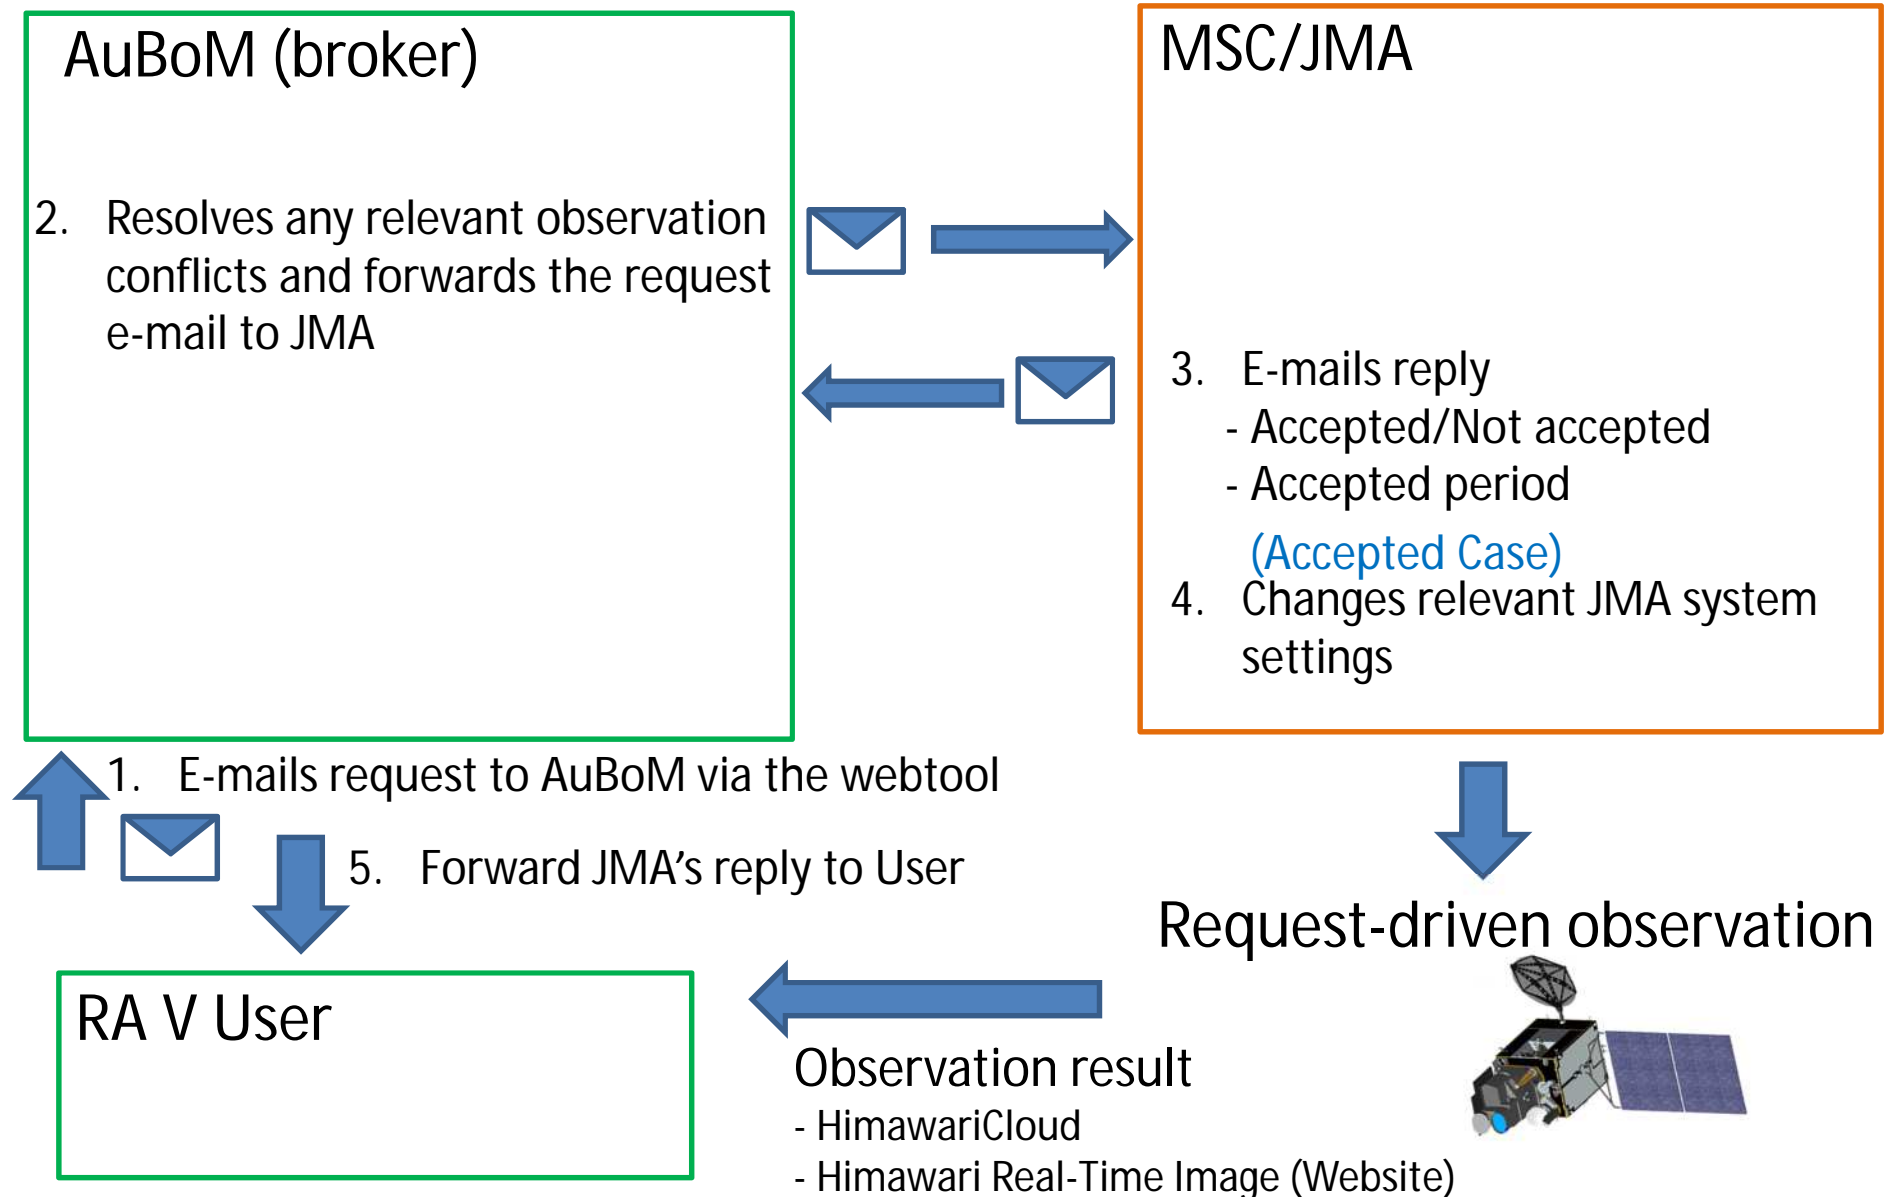 AuBoM (broker)
2. Resolves any relevant observation
conflicts and forwards the request
e-mail to JMA
MSC/JMA
3. E-mails reply
- Accepted/Not accepted
- Accepted period
(Accepted Case)
4. Changes relevant JMA system
settings
1. E-mails request to AuBoM via the webtool
5. Forward JMA’s reply to User
RA V User
Request-driven observation
Observation result
- HimawariCloud
- Himawari Real-Time Image (Website)